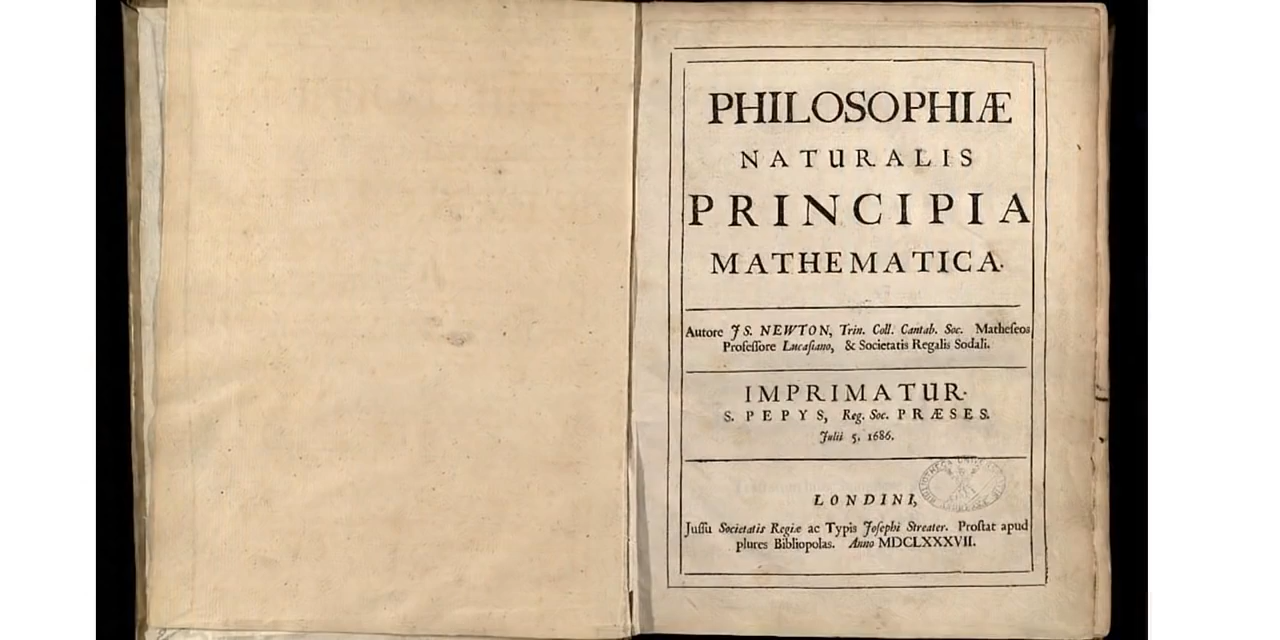 PHILOSOPHIÆ
NATURALIS
PRINCIPIA
MATHEMATICA.
Autore JS. NEWTON, Trin. Coll. Cantab. Soc. Matheſeos
Profeſſore Lucaſiano, & Societatis Regalis Sodali.
IMPRIMATUR.
S. PEPYS, Reg. Soc. PRÆSES.
Julii 5. 1686.
LONDINI,
Juſſu Societatis Regiæ ac Typis Joſephi Streater. Proſtat apud
plures Bibliopolas. Anno MDCLXXXVII.